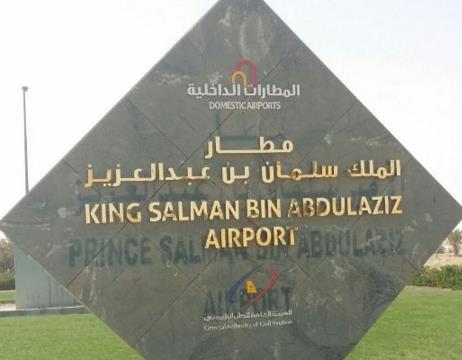 المطارات الداخلية
DOMESTIC AIRPORTS
مطار
الملك سلمان بن عبدالعزيز
KING SALMAN BIN ABDULAZIZ
AIRPORT
PRINCE SALMAN BIN ABDULAZIZ
AIRPORT
الهيئة العامة للطيران المدني
General Authority of Civil Aviation